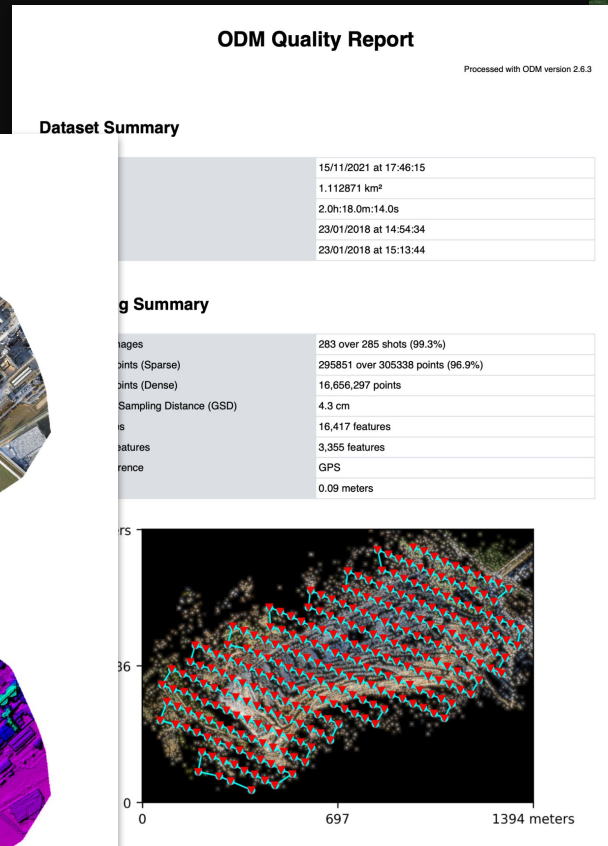 ODM Quality Report
Processed with ODM version 2.6.3
Dataset Summary
15/11/2021 at 17:46:15
1.112871 km²
2.0h:18.0m:14.0s
23/01/2018 at 14:54:34
23/01/2018 at 15:13:44
g Summary
283 over 285 shots (99.3%)
oints (Sparse) 295851 over 305338 points (96.9%)
oints (Dense) 16,656,297 points
Sampling Distance (GSD) 4.3 cm
16,417 features
eatures 3,355 features
rence GPS
0.09 meters
36
0
0 697 1394 meters